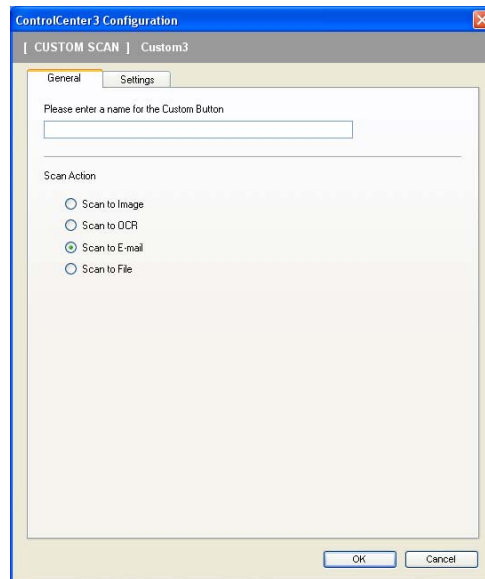 ControlCenter3 Configuration
[ CUSTOM SCAN ] Custom3
General Settings
Please enter a name for the Custom Button
Scan Action
Scan to Image
Scan to OCR
Scan to E-mail
Scan to File
OK Cancel